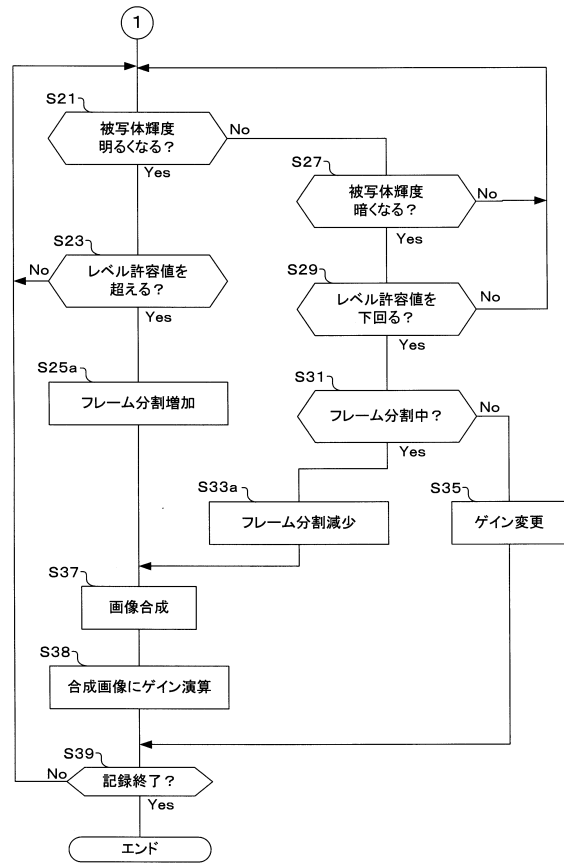 1
S21
被写体輝度
明るくなる？
No
Yes
S27
被写体輝度
暗くなる？
No
Yes
S23
No
レベル許容値を
超える？
Yes
S29
レベル許容値を
下回る？
No
Yes
S25a
フレーム分割増加
S31
フレーム分割中？
No
Yes
S33a
フレーム分割減少
S35
ゲイン変更
S37
画像合成
S38
合成画像にゲイン演算
S39
No
記録終了？
Yes
エンド